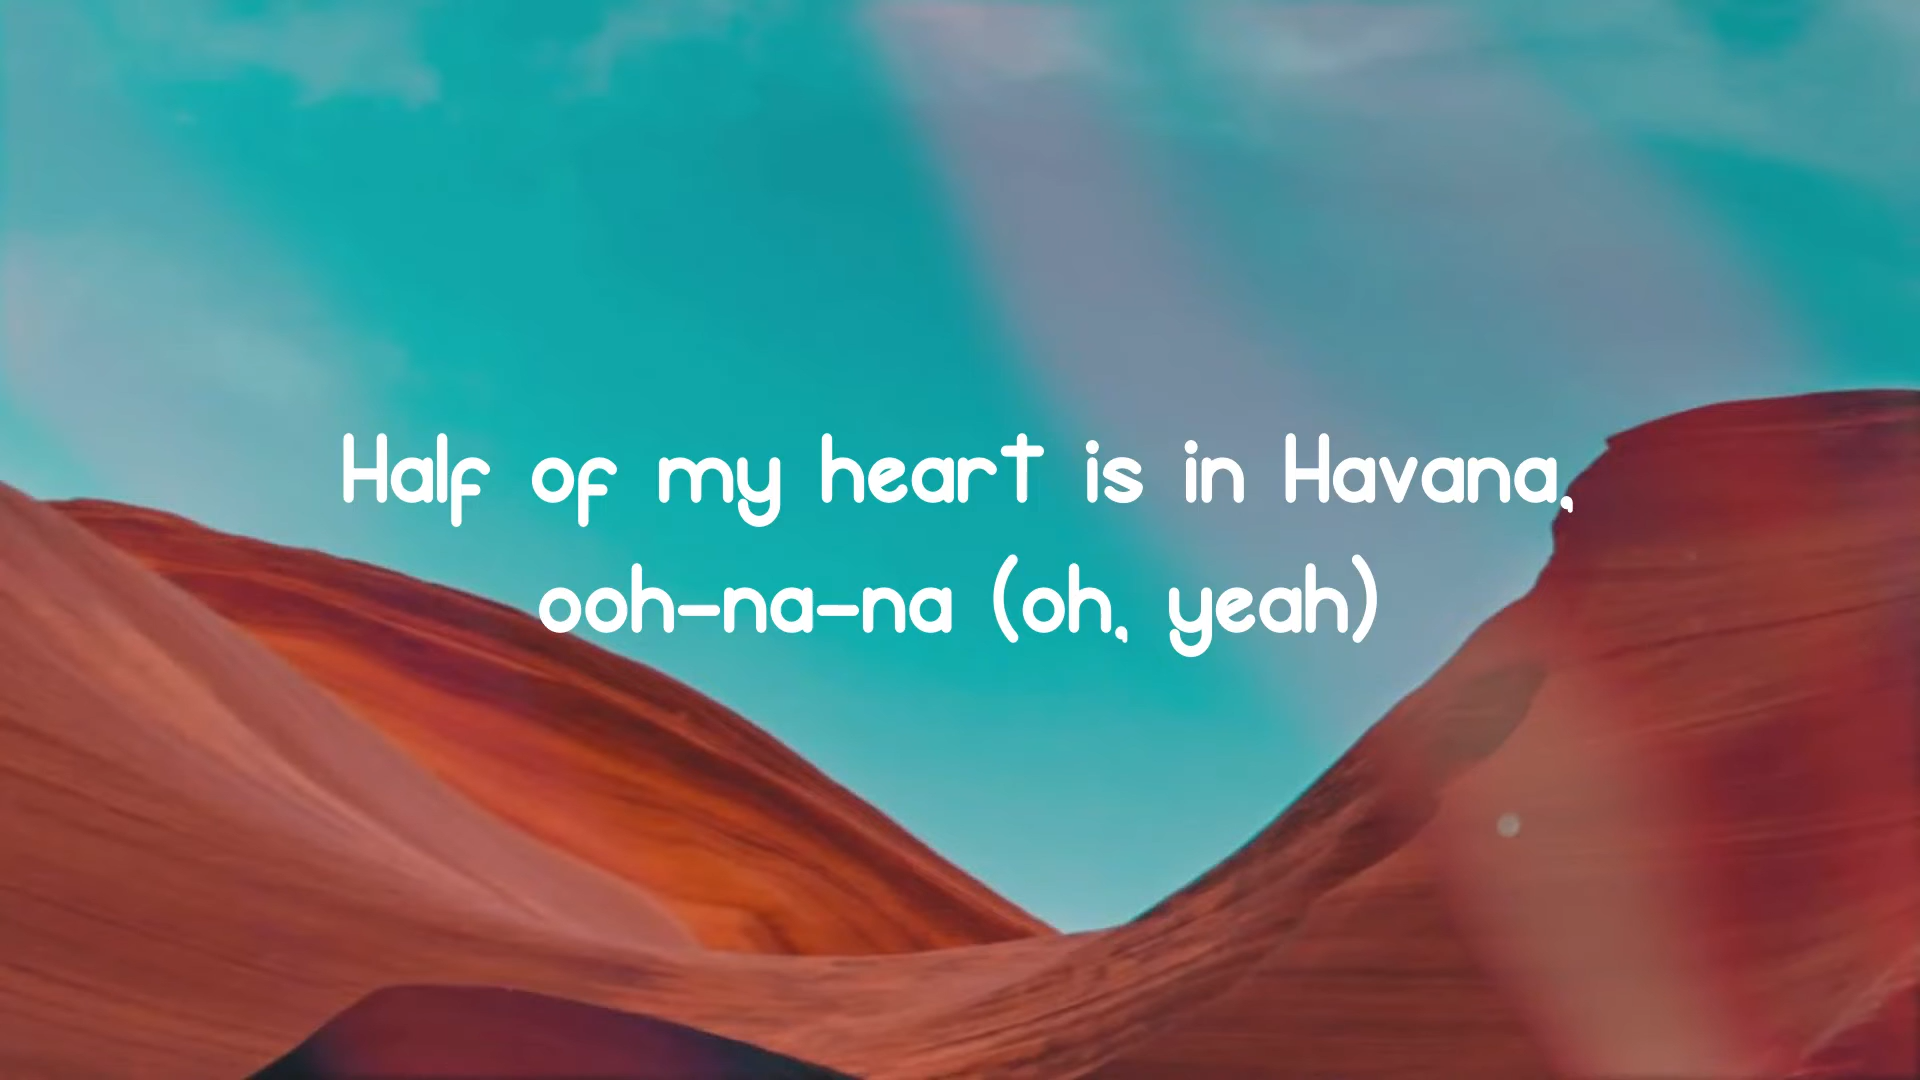 Half of my heart is in Havana,
ooh-na-na (oh, yeah)